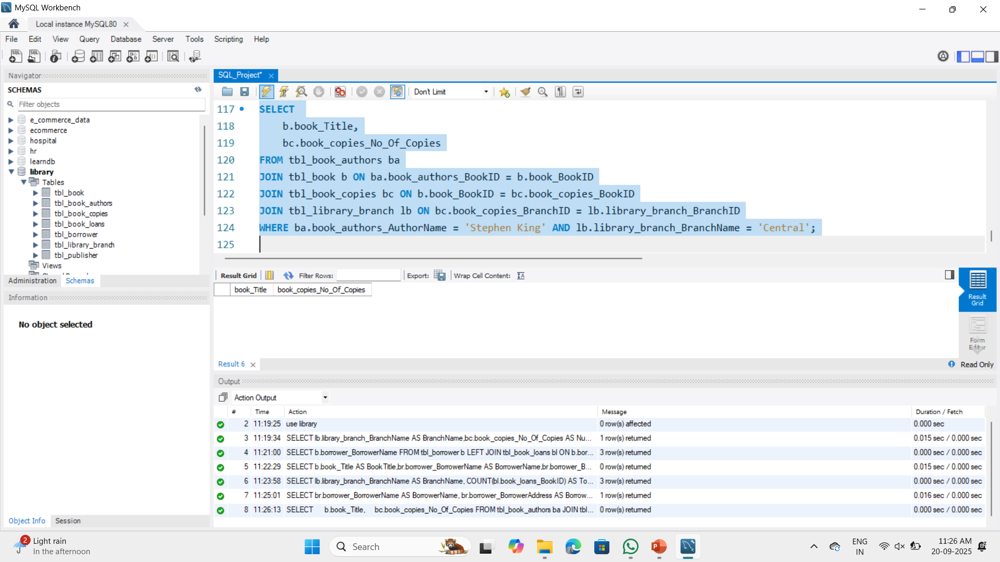 MySQL Workbench
Local instance MySQL80
File Edit View Query Database Server Tools Scripting Help
Navigator
SCHEMAS
Filter objects
e_commerce_data
ecommerce
hospital
hr
learndb
library
Tables
tbl_book
tbl_book_authors
tbl_book_copies
tbl_book_loans
tbl_borrower
tbl_library_branch
tbl_publisher
Views
Administration Schemas
Information
No object selected
Object Info Session
SQL_Project*
Don't Limit
117 SELECT
118 b.book_Title,
119 bc.book_copies_No_Of_Copies
120 FROM tbl_book_authors ba
121 JOIN tbl_book b ON ba.book_authors_BookID = b.book_BookID
122 JOIN tbl_book_copies bc ON b.book_BookID = bc.book_copies_BookID
123 JOIN tbl_library_branch lb ON bc.book_copies_BranchID = lb.library_branch_BranchID
124 WHERE ba.book_authors_AuthorName = 'Stephen King' AND lb.library_branch_BranchName = 'Central';
125
Result Grid Filter Rows: Export: Wrap Cell Content:
book_Title book_copies_No_Of_Copies
Result Grid
Form Editor
Result 6
Read Only
Output
Action Output
# Time Action Message Duration / Fetch
2 11:19:25 use library 0 row(s) affected 0.000 sec
3 11:19:34 SELECT lb.library_branch_BranchName AS BranchName,bc.book_copies_No_Of_Copies AS Nu... 1 row(s) returned 0.015 sec / 0.000 sec
4 11:21:00 SELECT b.borrower_BorrowerName FROM tbl_borrower b LEFT JOIN tbl_book_loans bl ON b.bor... 3 row(s) returned 0.000 sec / 0.000 sec
5 11:22:29 SELECT b.book_Title AS BookTitle,br.borrower_BorrowerName AS BorrowerName,br.borrower_B... 0 row(s) returned 0.015 sec / 0.000 sec
6 11:23:58 SELECT lb.library_branch_BranchName AS BranchName, COUNT(bl.book_loans_BookID) AS To... 3 row(s) returned 0.000 sec / 0.000 sec
7 11:25:01 SELECT br.borrower_BorrowerName AS BorrowerName, br.borrower_BorrowerAddress AS Borrow... 1 row(s) returned 0.016 sec / 0.000 sec
8 11:26:13 SELECT b.book_Title, bc.book_copies_No_Of_Copies FROM tbl_book_authors ba JOIN tbl... 0 row(s) returned 0.000 sec / 0.000 sec
2
Light rain
In the afternoon
Search
ENG
IN
11:26 AM
20-09-2025